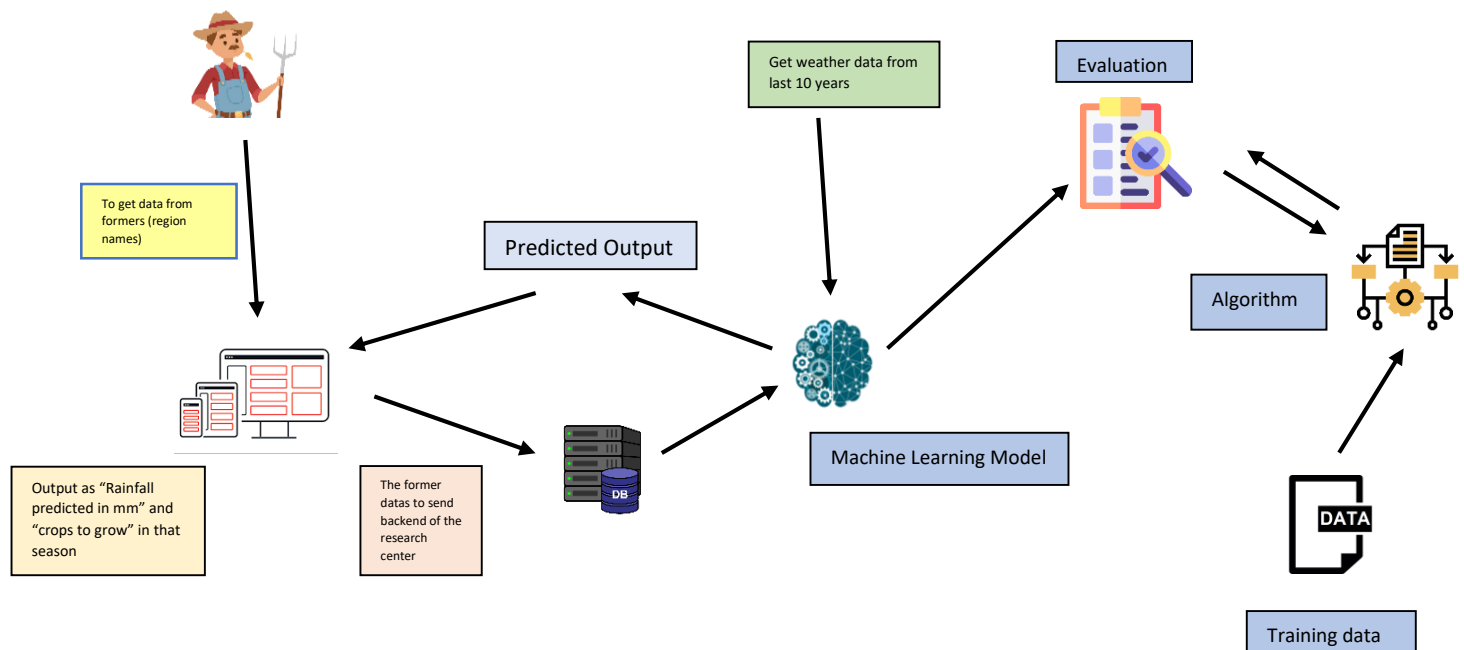 Get weather data from
last 10 years
Evaluation
To get data from
formers (region
names)
Predicted Output
Algorithm
Machine Learning Model
Output as “Rainfall
predicted in mm” and
“crops to grow” in that
season
The former
datas to send
backend of the
research
center
DB
DATA
Training data